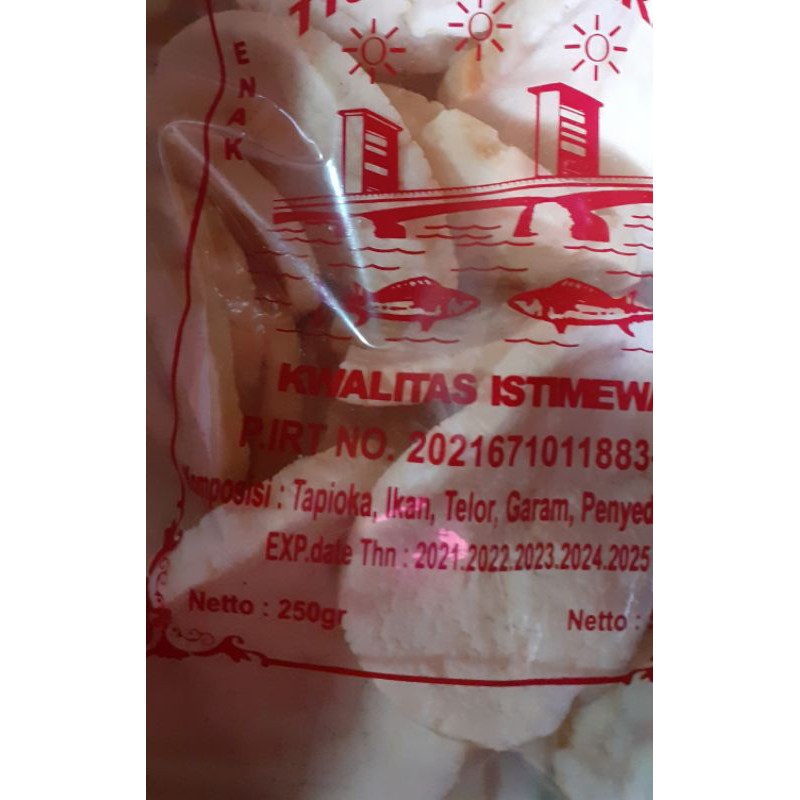 ENAK
KWALITAS ISTIMEWA
P.IRT NO. 2021671011883
Komposisi : Tapioka, Ikan, Telor, Garam, Penyed
EXP.date Thn : 2021.2022.2023.2024.2025
Netto : 250gr Netto :